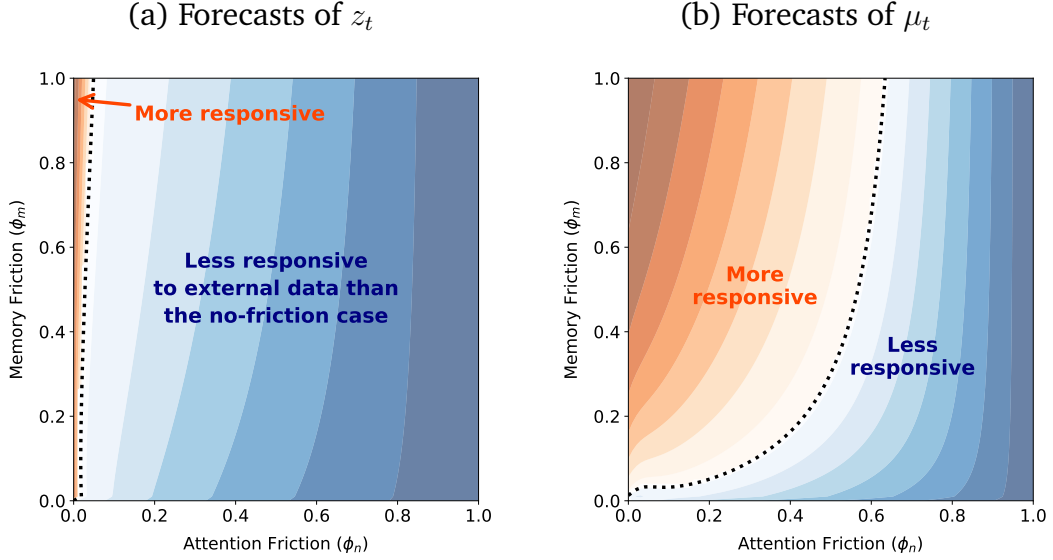 (a) Forecasts of z_t
(b) Forecasts of μ_t
1.0
0.8
0.6
0.4
0.2
0.0
Memory Friction (ϕ_m)
More responsive
Less responsive
to external data than
the no-friction case
0.0 0.2 0.4 0.6 0.8 1.0
Attention Friction (ϕ_n)
1.0
0.8
0.6
0.4
0.2
0.0
Memory Friction (ϕ_m)
More
responsive
Less
responsive
0.0 0.2 0.4 0.6 0.8 1.0
Attention Friction (ϕ_n)